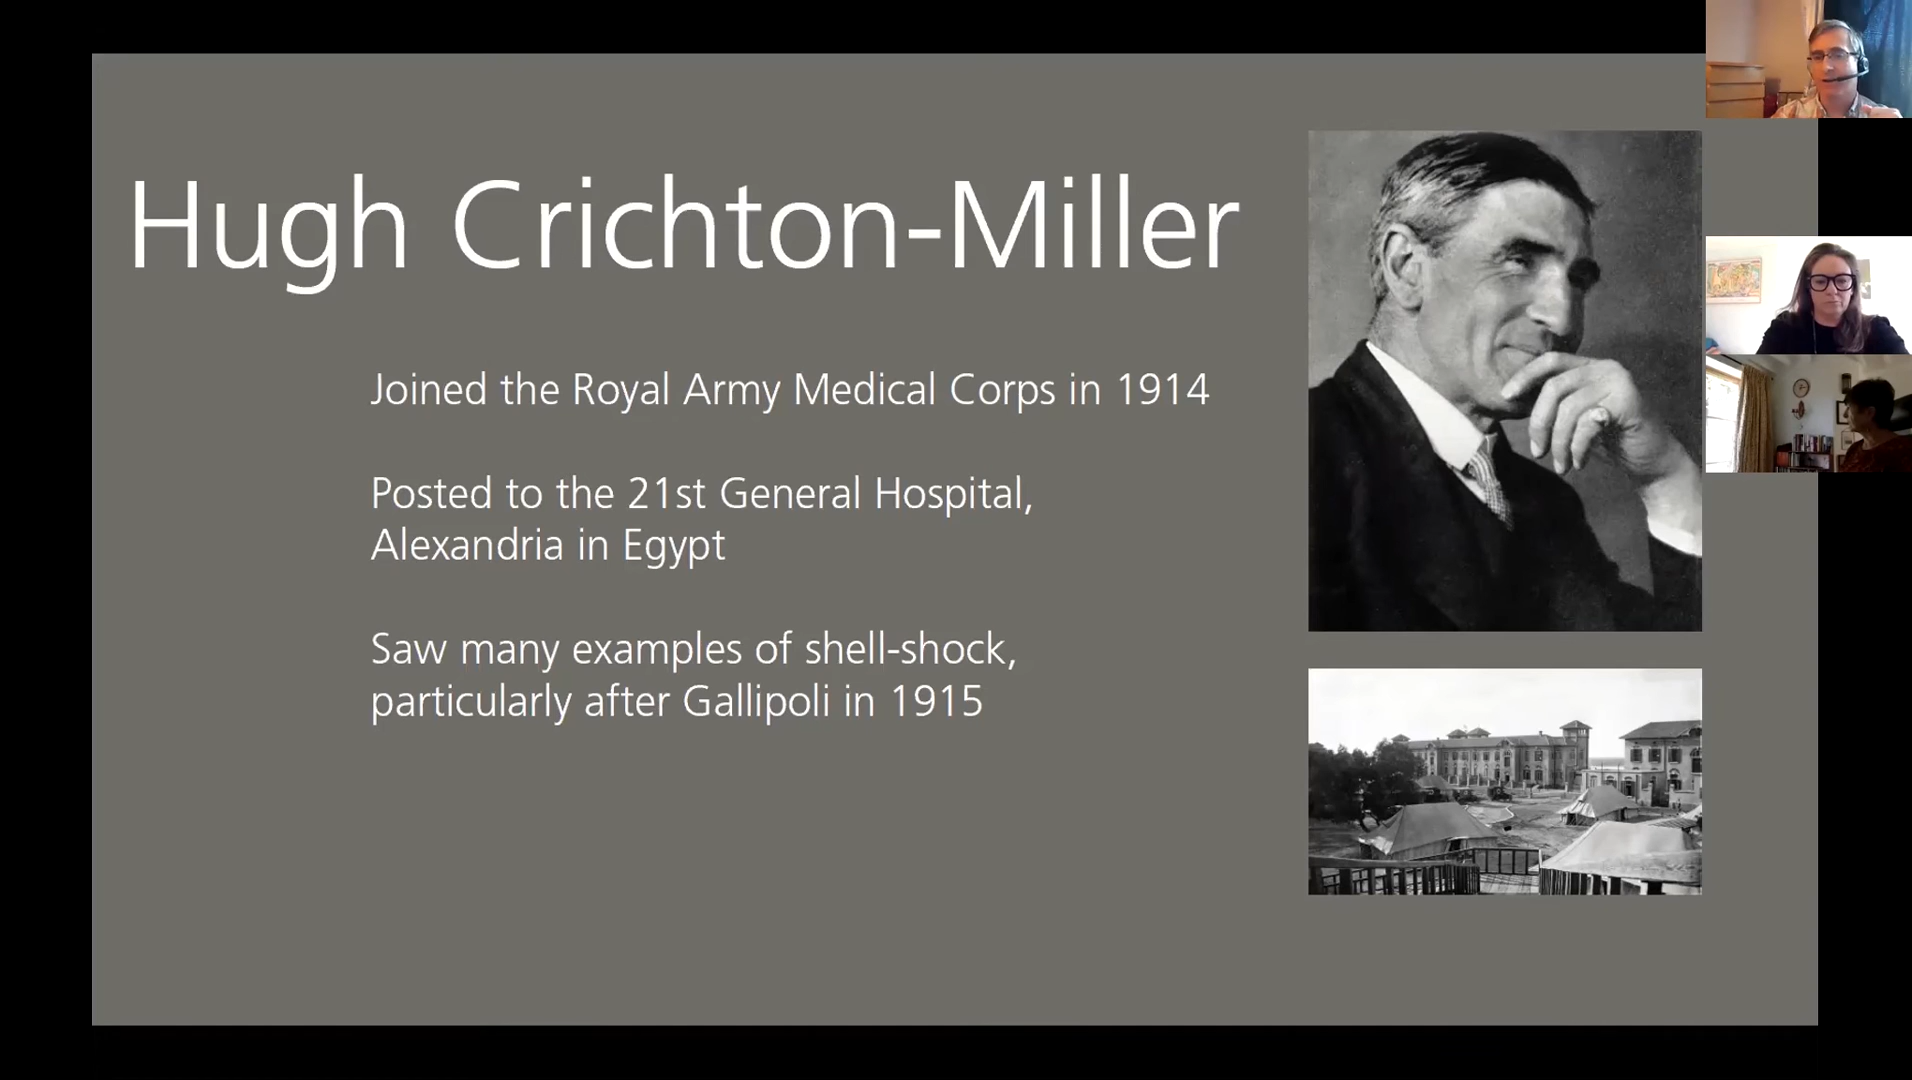 Hugh Crichton-Miller
Joined the Royal Army Medical Corps in 1914
Posted to the 21st General Hospital,
Alexandria in Egypt
Saw many examples of shell-shock,
particularly after Gallipoli in 1915